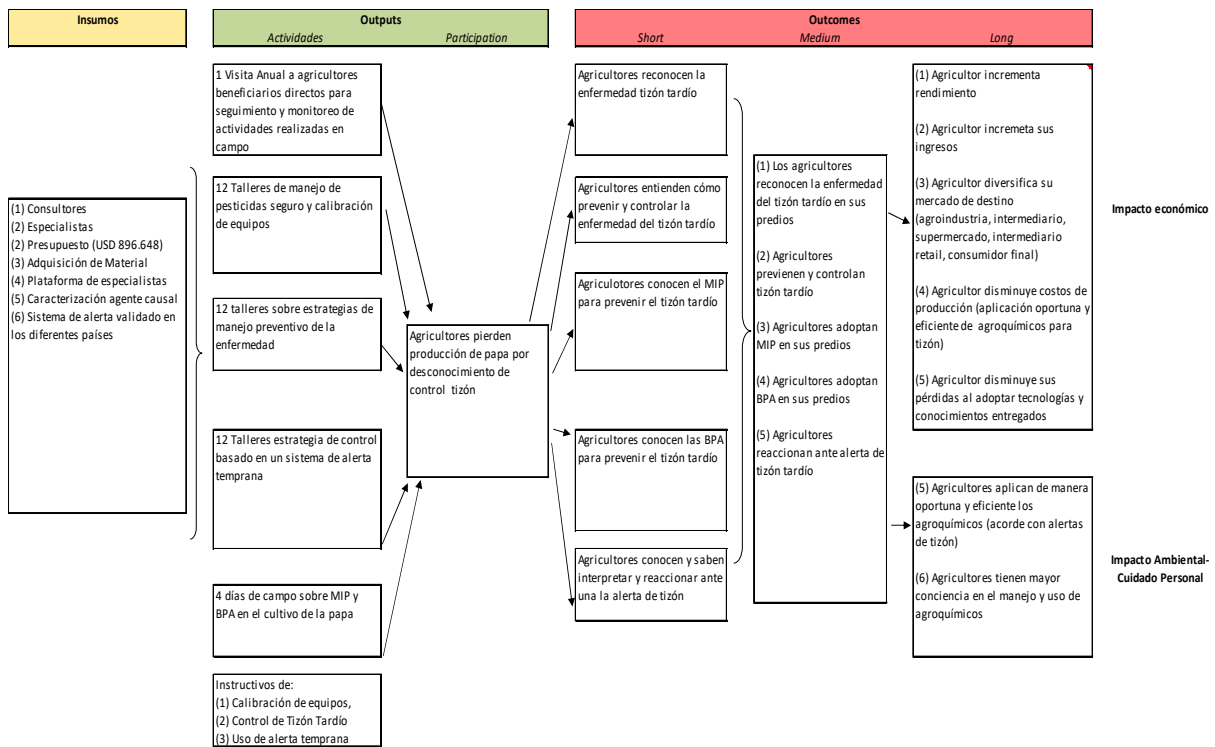 Insumos
Outputs
Actividades
Participation
Outcomes
Short
Medium
Long
(1) Consultores
(2) Especialistas
(2) Presupuesto (USD 896.648)
(3) Adquisición de Material
(4) Plataforma de especialistas
(5) Caracterización agente causal
(6) Sistema de alerta validado en
los diferentes países
1 Visita Anual a agricultores
beneficiarios directos para
seguimiento y monitoreo de
actividades realizadas en
campo
12 Talleres de manejo de
pesticidas seguro y calibración
de equipos
12 talleres sobre estrategias de
manejo preventivo de la
enfermedad
12 Talleres estrategia de control
basado en un sistema de alerta
temprana
4 días de campo sobre MIP y
BPA en el cultivo de la papa
Instructivos de:
(1) Calibración de equipos,
(2) Control de Tizón Tardío
(3) Uso de alerta temprana
Agricultores pierden
producción de papa por
desconocimiento de
control tizón
Agricultores reconocen la
enfermedad tizón tardío
Agricultores entienden cómo
prevenir y controlar la
enfermedad del tizón tardío
Agriculotores conocen el MIP
para prevenir el tizón tardío
Agricultores conocen las BPA
para prevenir el tizón tardío
Agricultores conocen y saben
interpretar y reaccionar ante
una la alerta de tizón
(1) Los agricultores
reconocen la enfermedad
del tizón tardío en sus
predios
(2) Agricultores
previenen y controlan
tizón tardío
(3) Agricultores adoptan
MIP en sus predios
(4) Agricultores adoptan
BPA en sus predios
(5) Agricultores
reaccionan ante alerta de
tizón tardío
(1) Agricultor incrementa
rendimiento
(2) Agricultor incremeta sus
ingresos
(3) Agricultor diversifica su
mercado de destino
(agroindustria, intermediario,
supermercado, intermediario
retail, consumidor final)
(4) Agricultor disminuye costos de
producción (aplicación oportuna y
eficiente de agroquímicos para
tizón)
(5) Agricultor disminuye sus
pérdidas al adoptar tecnologías y
conocimientos entregados
(5) Agricultores aplican de manera
oportuna y eficiente los
agroquímicos (acorde con alertas
de tizón)
(6) Agricultores tienen mayor
conciencia en el manejo y uso de
agroquímicos
Impacto económico
Impacto Ambiental-
Cuidado Personal